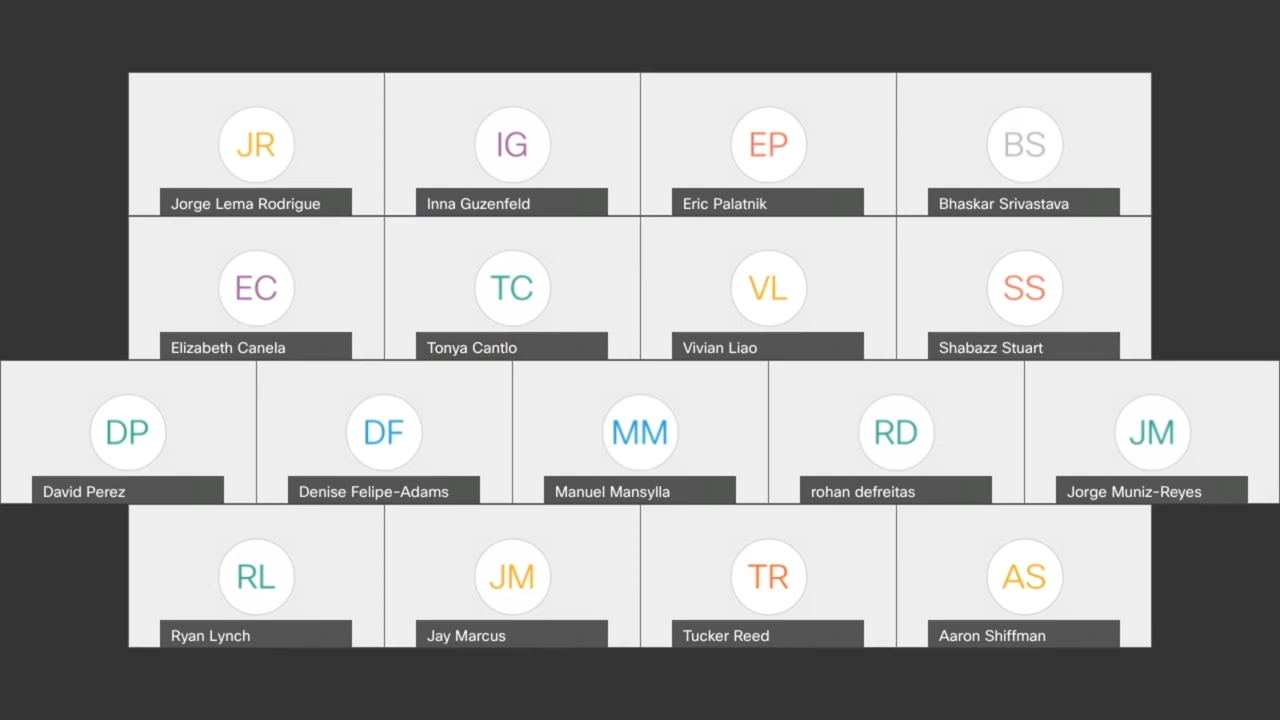 JR
IG
EP
BS
Jorge Lema Rodrigue
Inna Guzenfeld
Eric Palatnik
Bhaskar Srivastava
EC
TC
VL
SS
Elizabeth Canela
Tonya Cantlo
Vivian Liao
Shabazz Stuart
DP
DF
MM
RD
JM
David Perez
Denise Felipe-Adams
Manuel Mansylla
rohan defreitas
Jorge Muniz-Reyes
RL
JM
TR
AS
Ryan Lynch
Jay Marcus
Tucker Reed
Aaron Shiffman